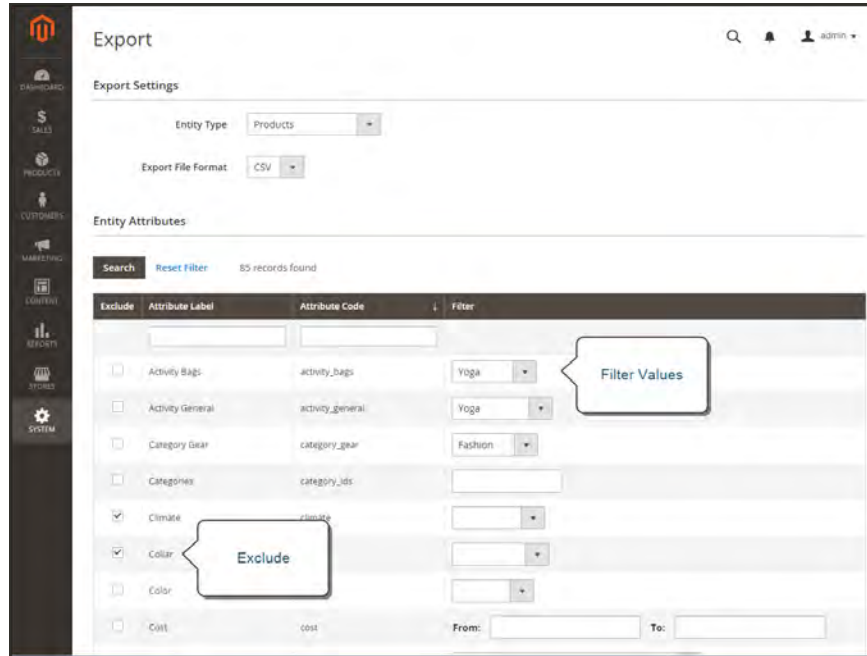 Export
admin
Export Settings
Entity Type Products
Export File Format CSV
Entity Attributes
Search Reset Filter 85 records found
Exclude Attribute Label Attribute Code ↓ Filter
Activity Bags activity_bags Yoga
Filter Values
Activity General activity_general Yoga
Category Gear category_gear Fashion
Categories category_ids
Climate climate
Collar
Exclude
Color
Cost cost From: To:
DASHBOARD
SALES
PRODUCTS
CUSTOMERS
MARKETING
CONTENT
REPORTS
STORES
SYSTEM